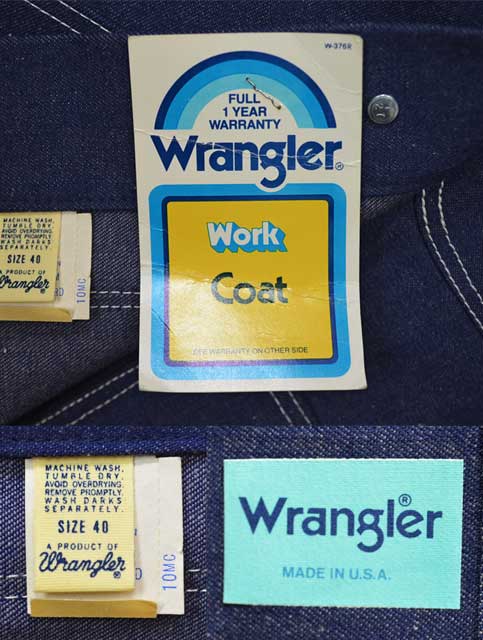 W-376R
FULL
1 YEAR
WARRANTY
Wrangler®
Work
Coat
SEE WARRANTY ON OTHER SIDE
MACHINE WASH.
TUMBLE DRY.
AVOID OVERDRYING.
REMOVE PROMPTLY.
WASH DARKS
SEPARATELY.
SIZE 40
A PRODUCT OF
Wrangler
RD
10MC
MACHINE WASH.
TUMBLE DRY.
AVOID OVERDRYING.
REMOVE PROMPTLY.
WASH DARKS
SEPARATELY.
SIZE 40
A PRODUCT OF
Wrangler®
10MC
Wrangler®
MADE IN U.S.A.